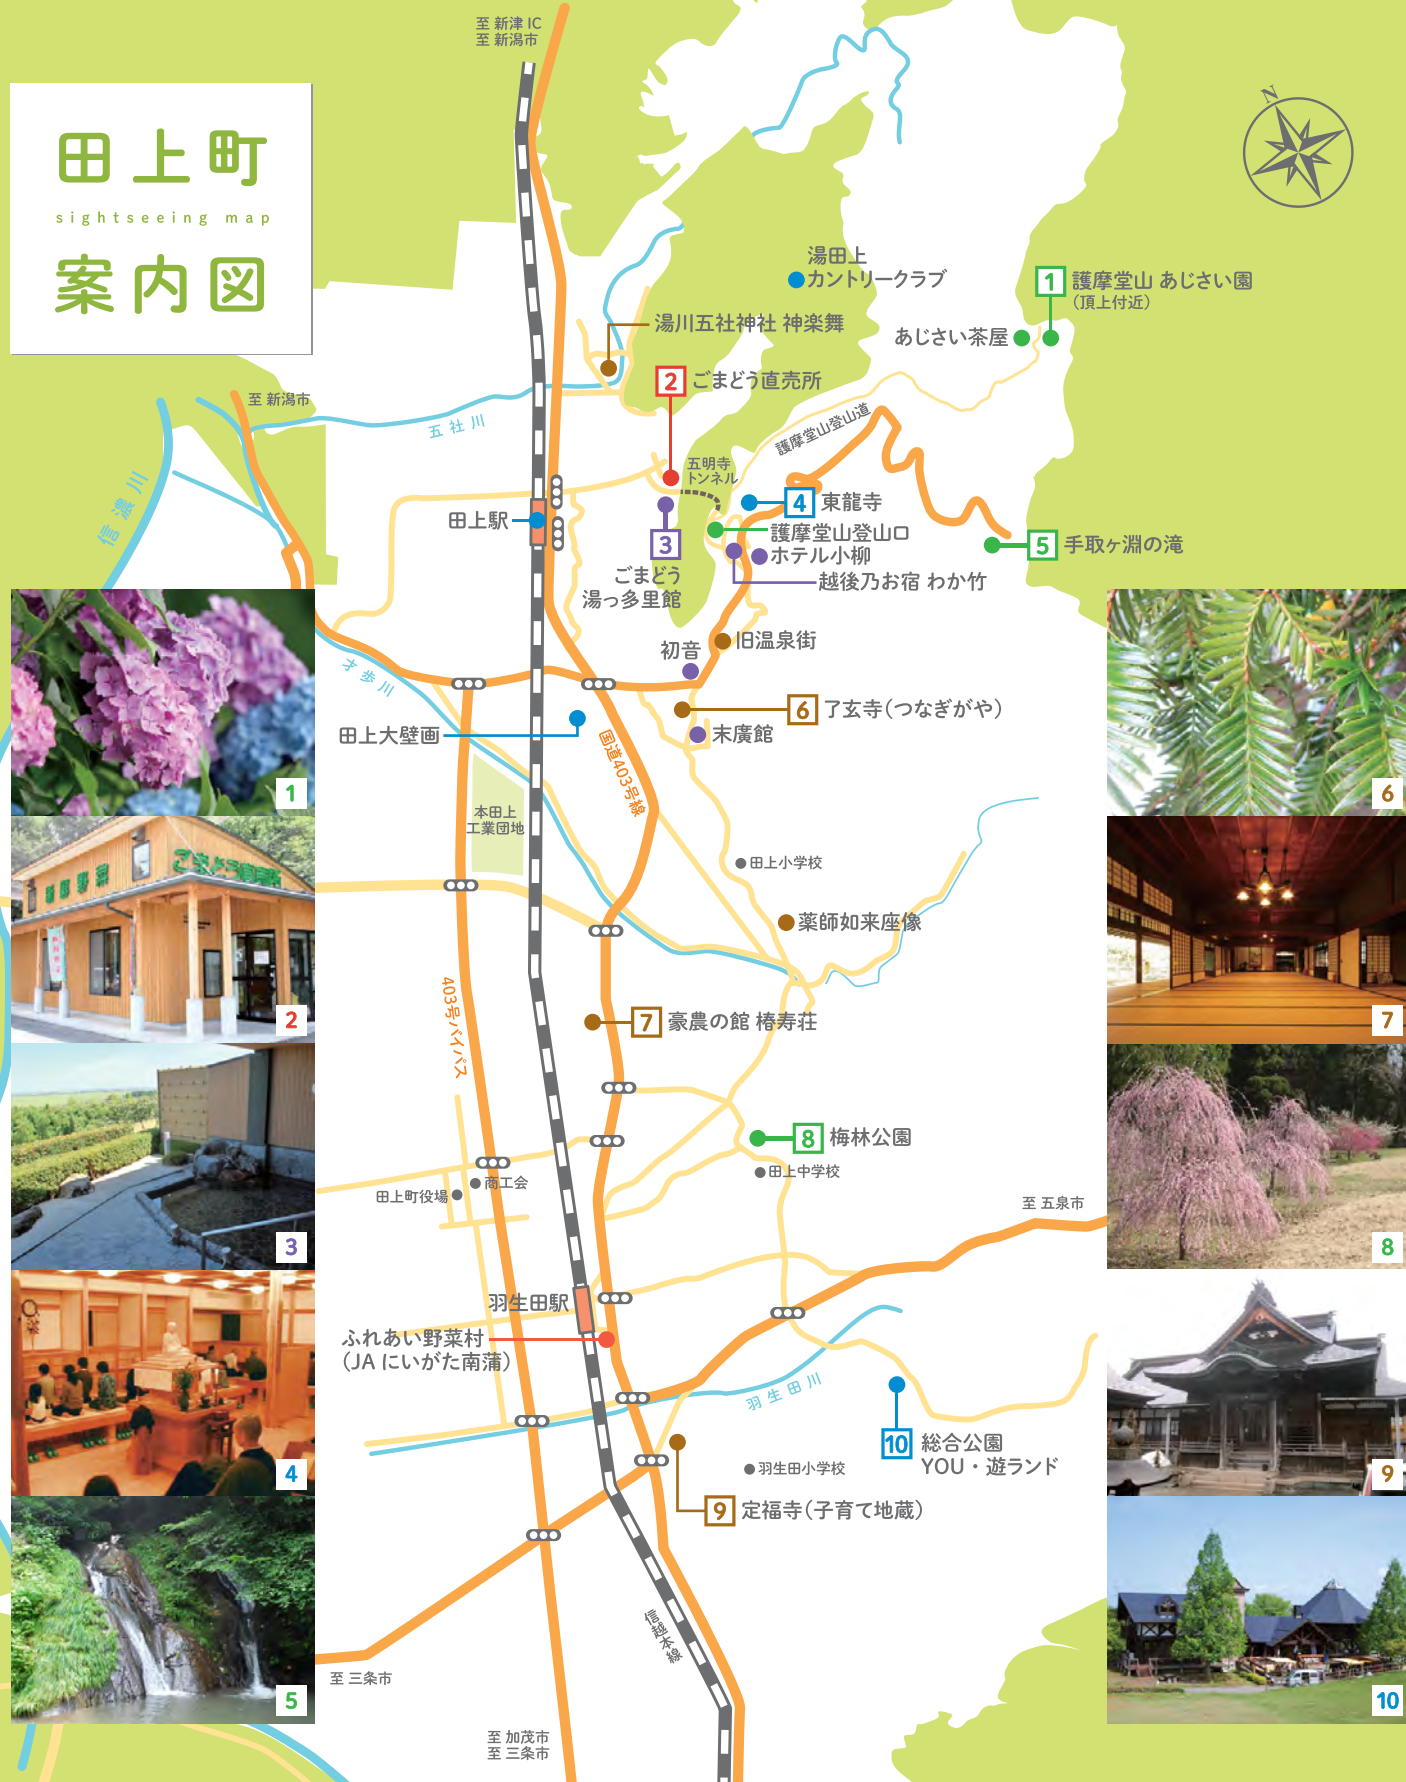 至 新津 IC
至 新潟市
田上町
sightseeing map
案内図
N
湯田上
カントリークラブ
1
護摩堂山 あじさい園
(頂上付近)
あじさい茶屋
湯川五社神社 神楽舞
2
ごまどう直売所
至 新潟市
五社川
信濃川
護摩堂山登山道
五明寺
トンネル
4
東龍寺
田上駅
護摩堂山登山口
3
ホテル小柳
5
手取ヶ淵の滝
ごまどう
湯っ多里館
越後乃お宿 わか竹
旧温泉街
初音
才歩川
6
了玄寺(つなぎがや)
田上大壁画
末廣館
国道403号線
本田上
工業団地
田上小学校
薬師如来座像
403号バイパス
7
豪農の館 椿寿荘
8
梅林公園
田上中学校
商工会
田上町役場
至 五泉市
羽生田駅
ふれあい野菜村
(JA にいがた南蒲)
羽生田川
10
総合公園
YOU・遊ランド
羽生田小学校
9
定福寺(子育て地蔵)
信越本線
至 三条市
至 加茂市
至 三条市
1
ごまどう直売所
2
3
4
5
6
7
8
9
10